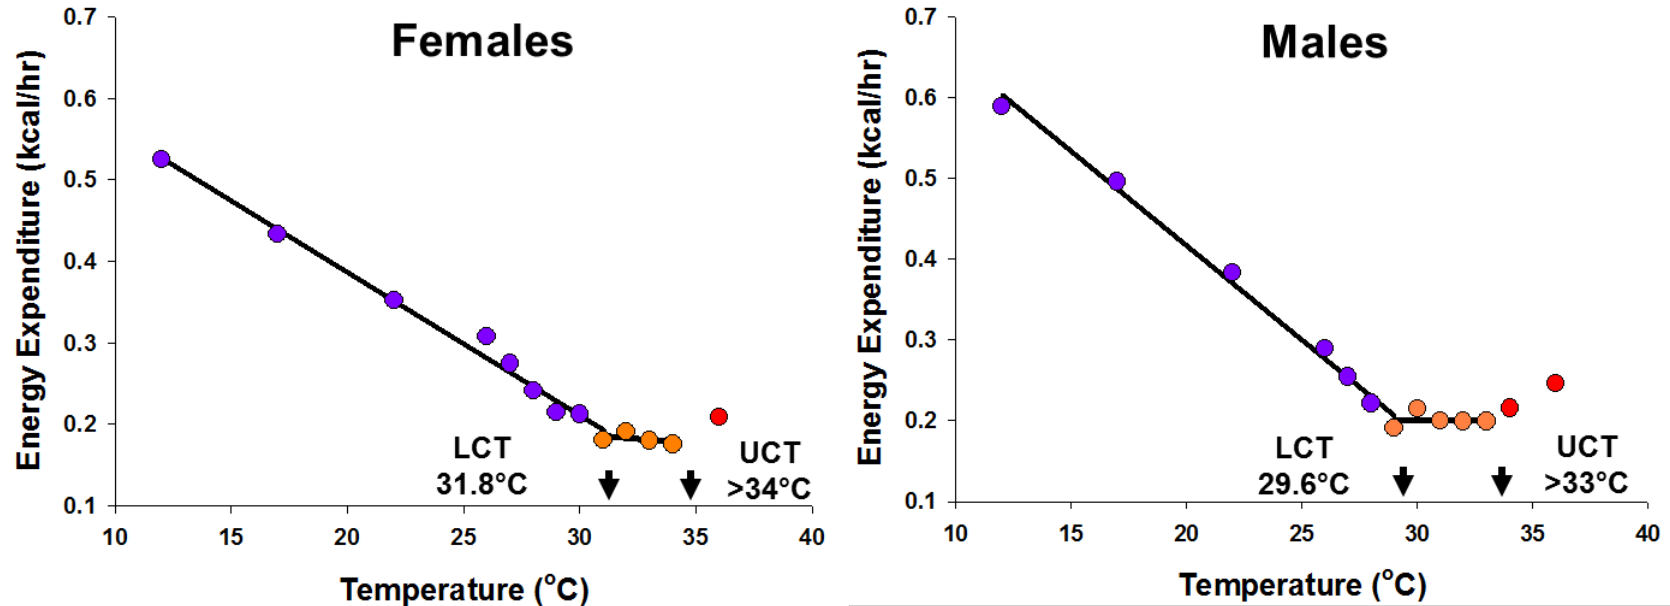 Females
Energy Expenditure (kcal/hr)
0.7
0.6
0.5
0.4
0.3
0.2
0.1
LCT
31.8°C
UCT
>34°C
10 15 20 25 30 35 40
Temperature (°C)
Males
Energy Expenditure (kcal/hr)
0.7
0.6
0.5
0.4
0.3
0.2
0.1
LCT
29.6°C
UCT
>33°C
10 15 20 25 30 35 40
Temperature (°C)